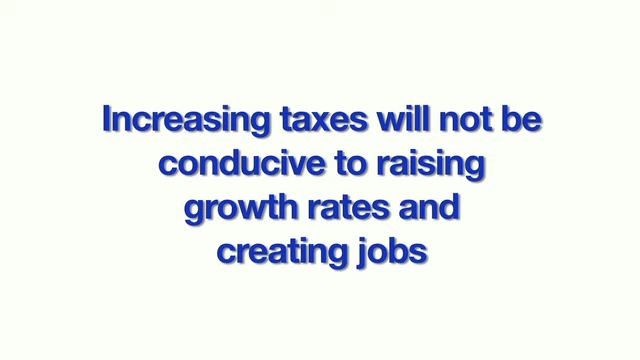 Increasing taxes will not be
conducive to raising
growth rates and
creating jobs